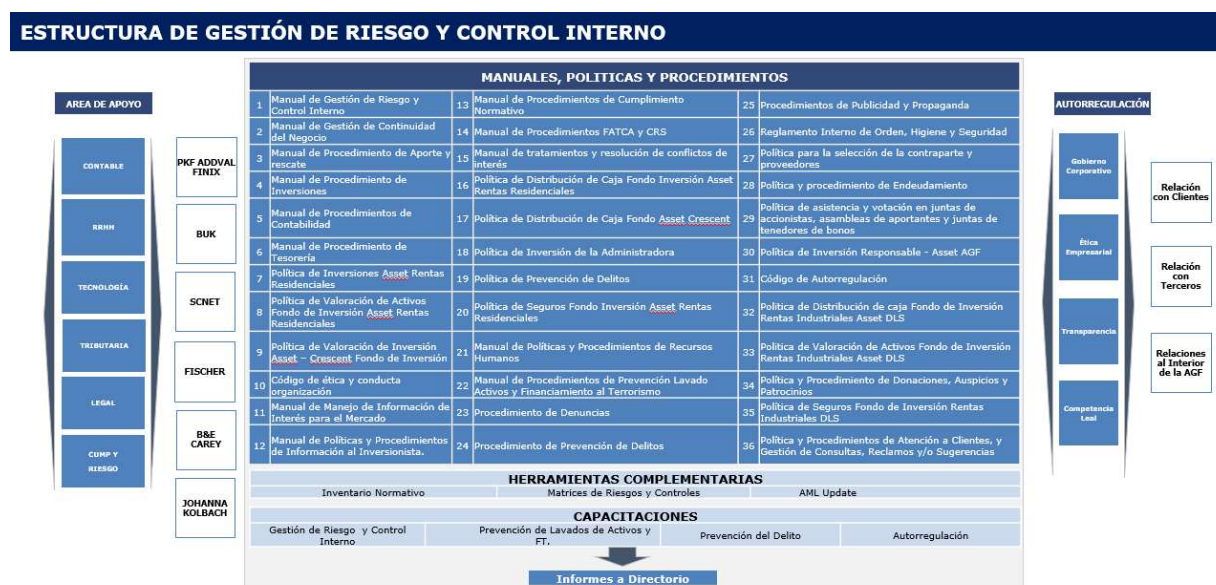 ESTRUCTURA DE GESTIÓN DE RIESGO Y CONTROL INTERNO
AREA DE APOYO
CONTABLE
RRHH
TECNOLOGÍA
TRIBUTARIA
LEGAL
CUMP Y
RIESGO
PKF ADDVAL
FINIX
BUK
SCNET
FISCHER
B&E
CAREY
JOHANNA
KOLBACH
MANUALES, POLITICAS Y PROCEDIMIENTOS
1 Manual de Gestión de Riesgo y
Control Interno
2 Manual de Gestión de Continuidad
del Negocio
3 Manual de Procedimiento de Aporte y
rescate
4 Manual de Procedimiento de
Inversiones
5 Manual de Procedimientos de
Contabilidad
6 Manual de Procedimiento de
Tesorería
7 Política de Inversiones Asset Rentas
Residenciales
8 Política de Valoración de Activos
Fondo de Inversión Asset Rentas
Residenciales
9 Política de Valoración de Inversión
Asset – Crescent Fondo de Inversión
10 Código de ética y conducta
organización
11 Manual de Manejo de Información de
Interés para el Mercado
12 Manual de Políticas y Procedimientos
de Información al Inversionista.
13 Manual de Procedimientos de Cumplimiento
Normativo
14 Manual de Procedimientos FATCA y CRS
15 Manual de tratamientos y resolución de conflictos de
interés
16 Política de Distribución de Caja Fondo Inversión Asset
Rentas Residenciales
17 Política de Distribución de Caja Fondo Asset Crescent
18 Política de Inversión de la Administradora
19 Política de Prevención de Delitos
20 Política de Seguros Fondo Inversión Asset Rentas
Residenciales
21 Manual de Políticas y Procedimientos de Recursos
Humanos
22 Manual de Procedimientos de Prevención Lavado
Activos y Financiamiento al Terrorismo
23 Procedimiento de Denuncias
24 Procedimiento de Prevención de Delitos
25 Procedimientos de Publicidad y Propaganda
26 Reglamento Interno de Orden, Higiene y Seguridad
27 Política para la selección de la contraparte y
proveedores
28 Política y procedimiento de Endeudamiento
29 Política de asistencia y votación en juntas de
accionistas, asambleas de aportantes y juntas de
tenedores de bonos
30 Política de Inversión Responsable - Asset AGF
31 Código de Autorregulación
32 Politica de Distribución de caja Fondo de Inversión
Rentas Industriales Asset DLS
33 Politica de Valoración de Activos Fondo de Inversión
Rentas Industriales Asset DLS
34 Política y Procedimiento de Donaciones, Auspicios y
Patrocinios
35 Política de Seguros Fondo de Inversión Rentas
Industriales DLS
36 Política y Procedimientos de Atención a Clientes, y
Gestión de Consultas, Reclamos y/o Sugerencias
HERRAMIENTAS COMPLEMENTARIAS
Inventario Normativo Matrices de Riesgos y Controles AML Update
CAPACITACIONES
Gestión de Riesgo y Control
Interno
Prevención de Lavados de Activos y
FT.
Prevención del Delito
Autorregulación
Informes a Directorio
AUTORREGULACIÓN
Gobierno
Corporativo
Ética
Empresarial
Transparencia
Competencia
Leal
Relación
con Clientes
Relación
con
Terceros
Relaciones
al Interior
de la AGF